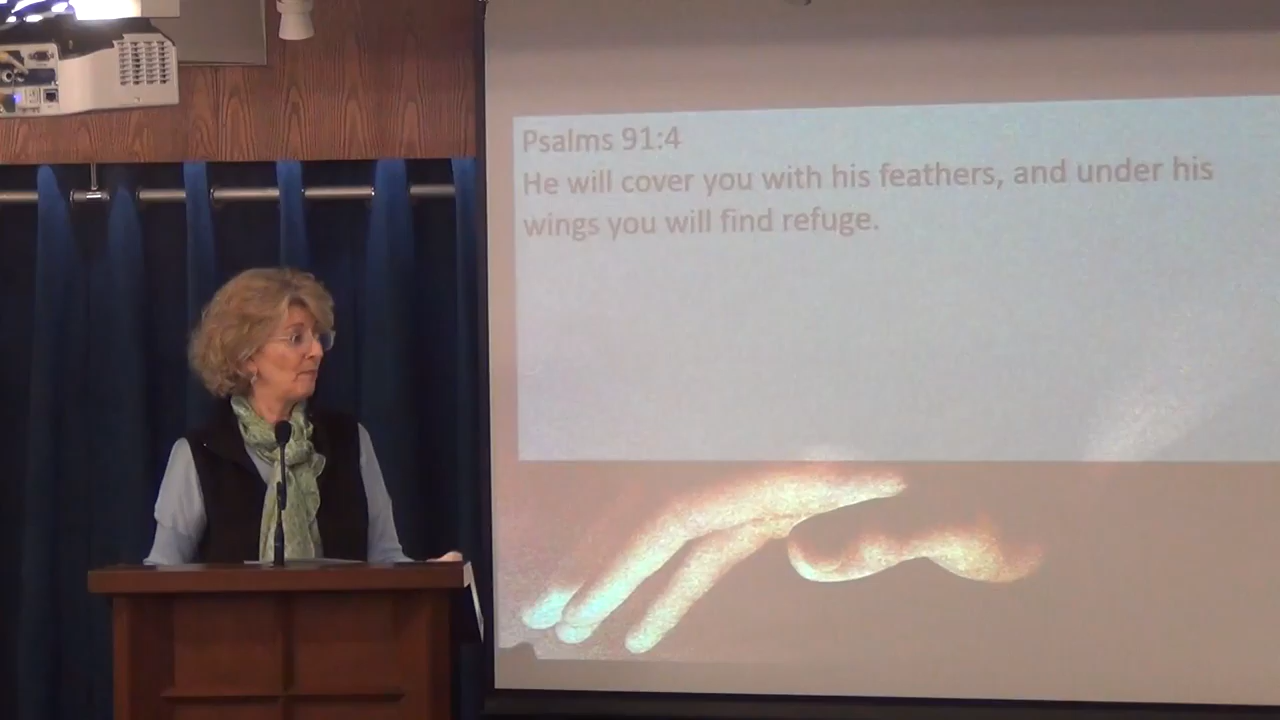 Psalms 91:4
He will cover you with his feathers, and under his
wings you will find refuge.